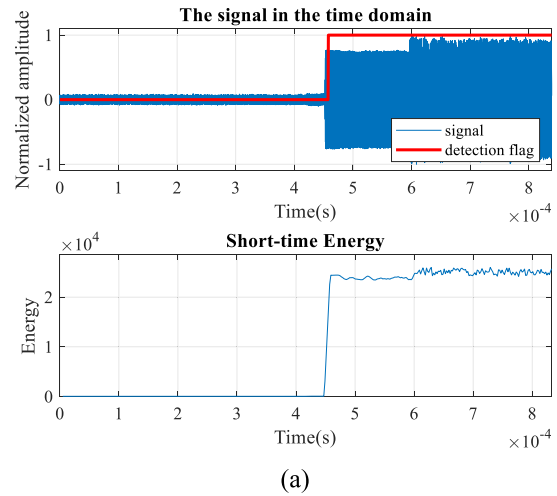 The signal in the time domain
Normalized amplitude
1
0
-1
signal
detection flag
0 1 2 3 4 5 6 7 8
Time(s)
×10⁻⁴
×10⁴
Short-time Energy
Energy
2
1
0
0 1 2 3 4 5 6 7 8
Time(s)
×10⁻⁴
(a)